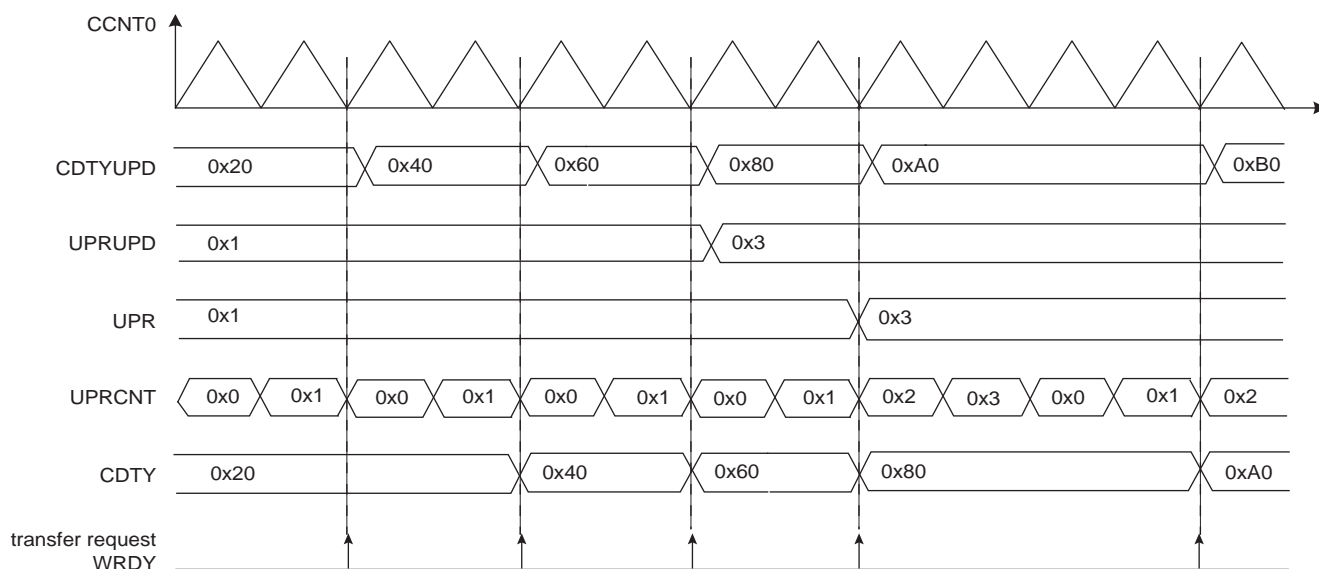 CCNT0
CDTYUPD 0x20 0x40 0x60 0x80 0xA0 0xB0
UPRUPD 0x1 0x3
UPR 0x1 0x3
UPRCNT 0x0 0x1 0x0 0x1 0x0 0x1 0x0 0x1 0x2 0x3 0x0 0x1 0x2
CDTY 0x20 0x40 0x60 0x80 0xA0
transfer request
WRDY